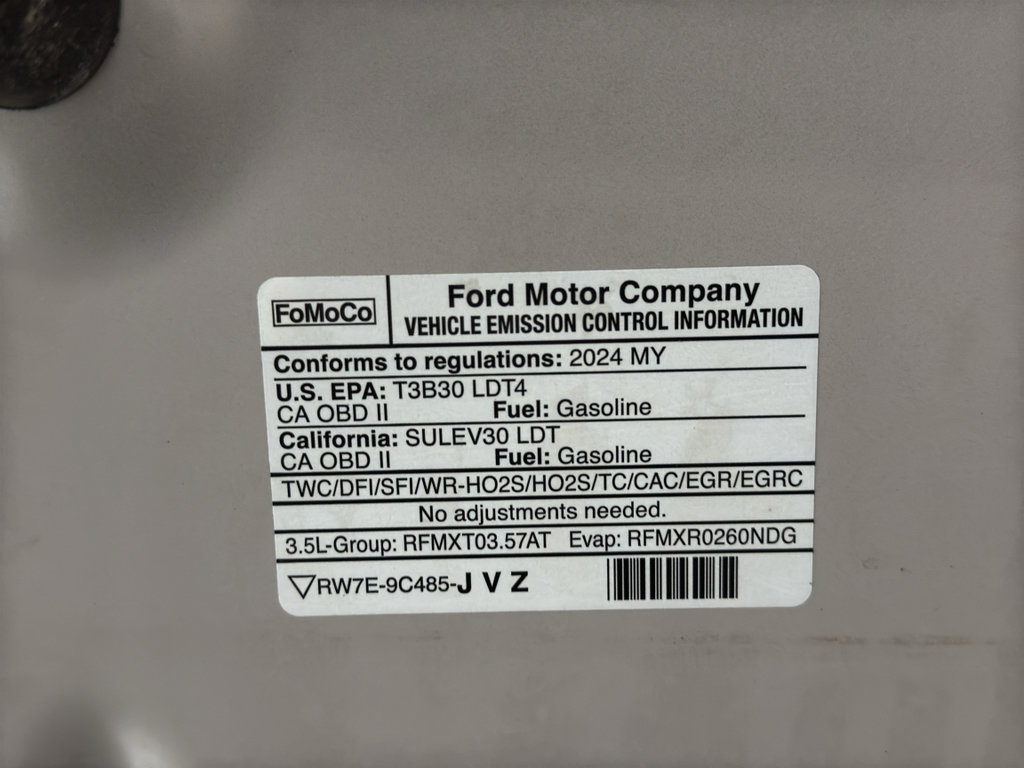 FoMoCo
Ford Motor Company
VEHICLE EMISSION CONTROL INFORMATION
Conforms to regulations: 2024 MY
U.S. EPA: T3B30 LDT4
CA OBD II Fuel: Gasoline
California: SULEV30 LDT
CA OBD II Fuel: Gasoline
TWC/DFI/SFI/WR-HO2S/HO2S/TC/CAC/EGR/EGRC
No adjustments needed.
3.5L-Group: RFMXT03.57AT Evap: RFMXR0260NDG
▽RW7E-9C485-J V Z